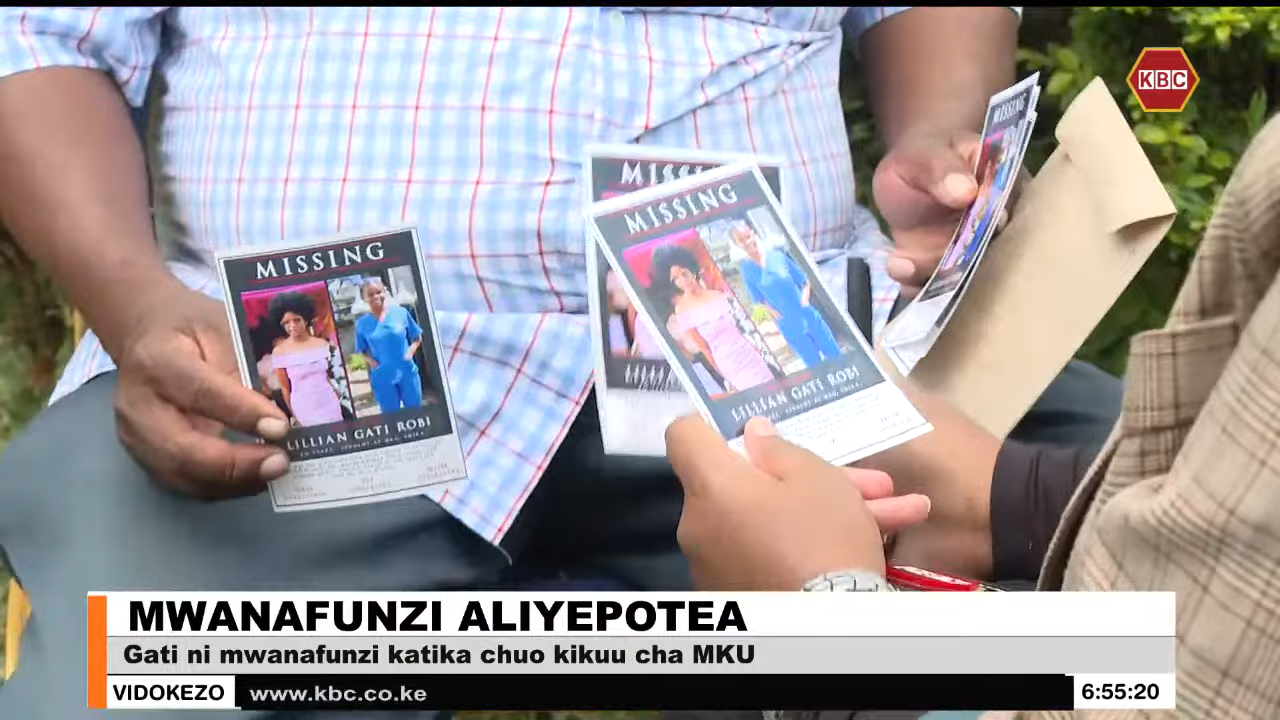 KBC
MISSING
MISSING
MISSING
MISSING
LILLIAN GATI ROBI
LILLIAN GATI ROBI
MWANAFUNZI ALIYEPOTEA
Gati ni mwanafunzi katika chuo kikuu cha MKU
VIDOKEZO
www.kbc.co.ke
6:55:20